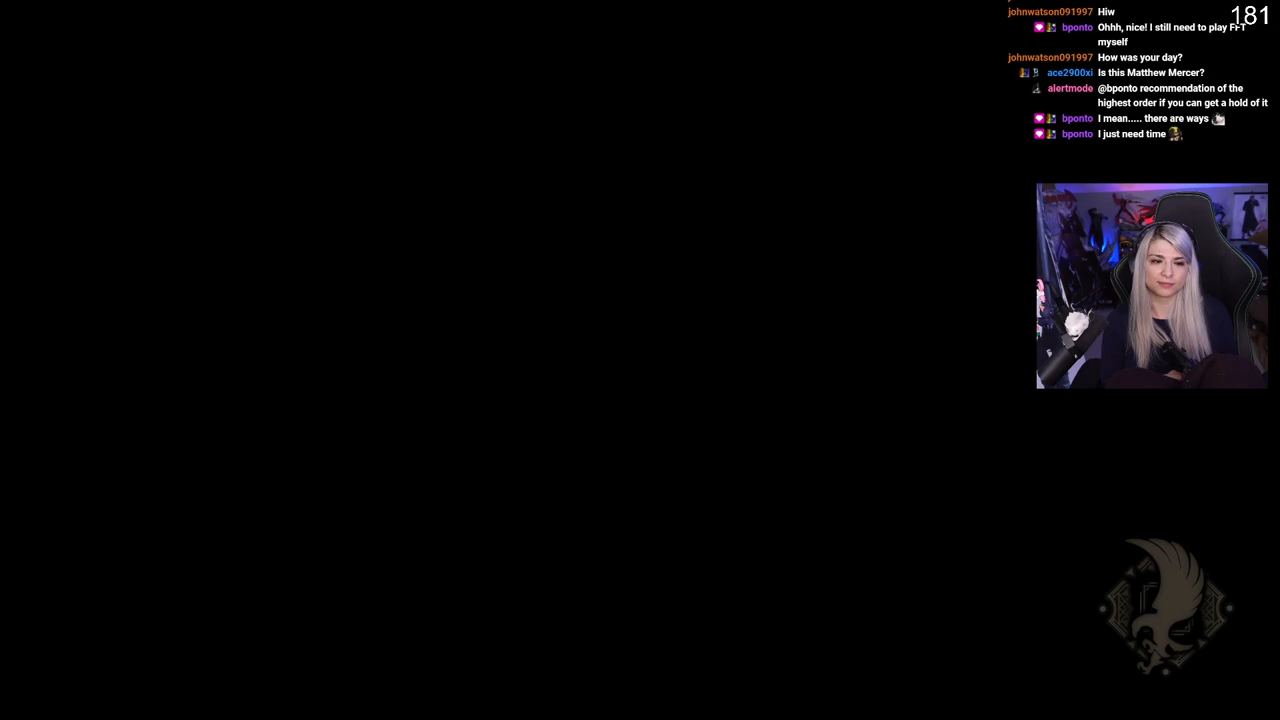 johnwatson091997 Hiw
181
bponto Ohhh, nice! I still need to play FFT
myself
johnwatson091997 How was your day?
ace2900xi Is this Matthew Mercer?
alertmode @bponto recommendation of the
highest order if you can get a hold of it
bponto I mean..... there are ways
bponto I just need time